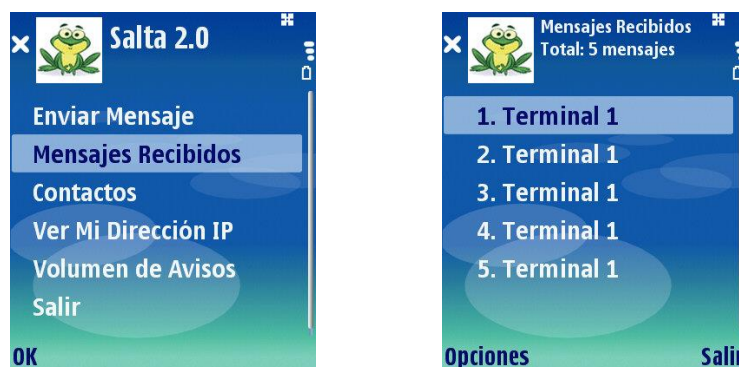 Salta 2.0
Enviar Mensaje
Mensajes Recibidos
Contactos
Ver Mi Dirección IP
Volumen de Avisos
Salir
OK
Mensajes Recibidos
Total: 5 mensajes
1. Terminal 1
2. Terminal 1
3. Terminal 1
4. Terminal 1
5. Terminal 1
Opciones
Salir